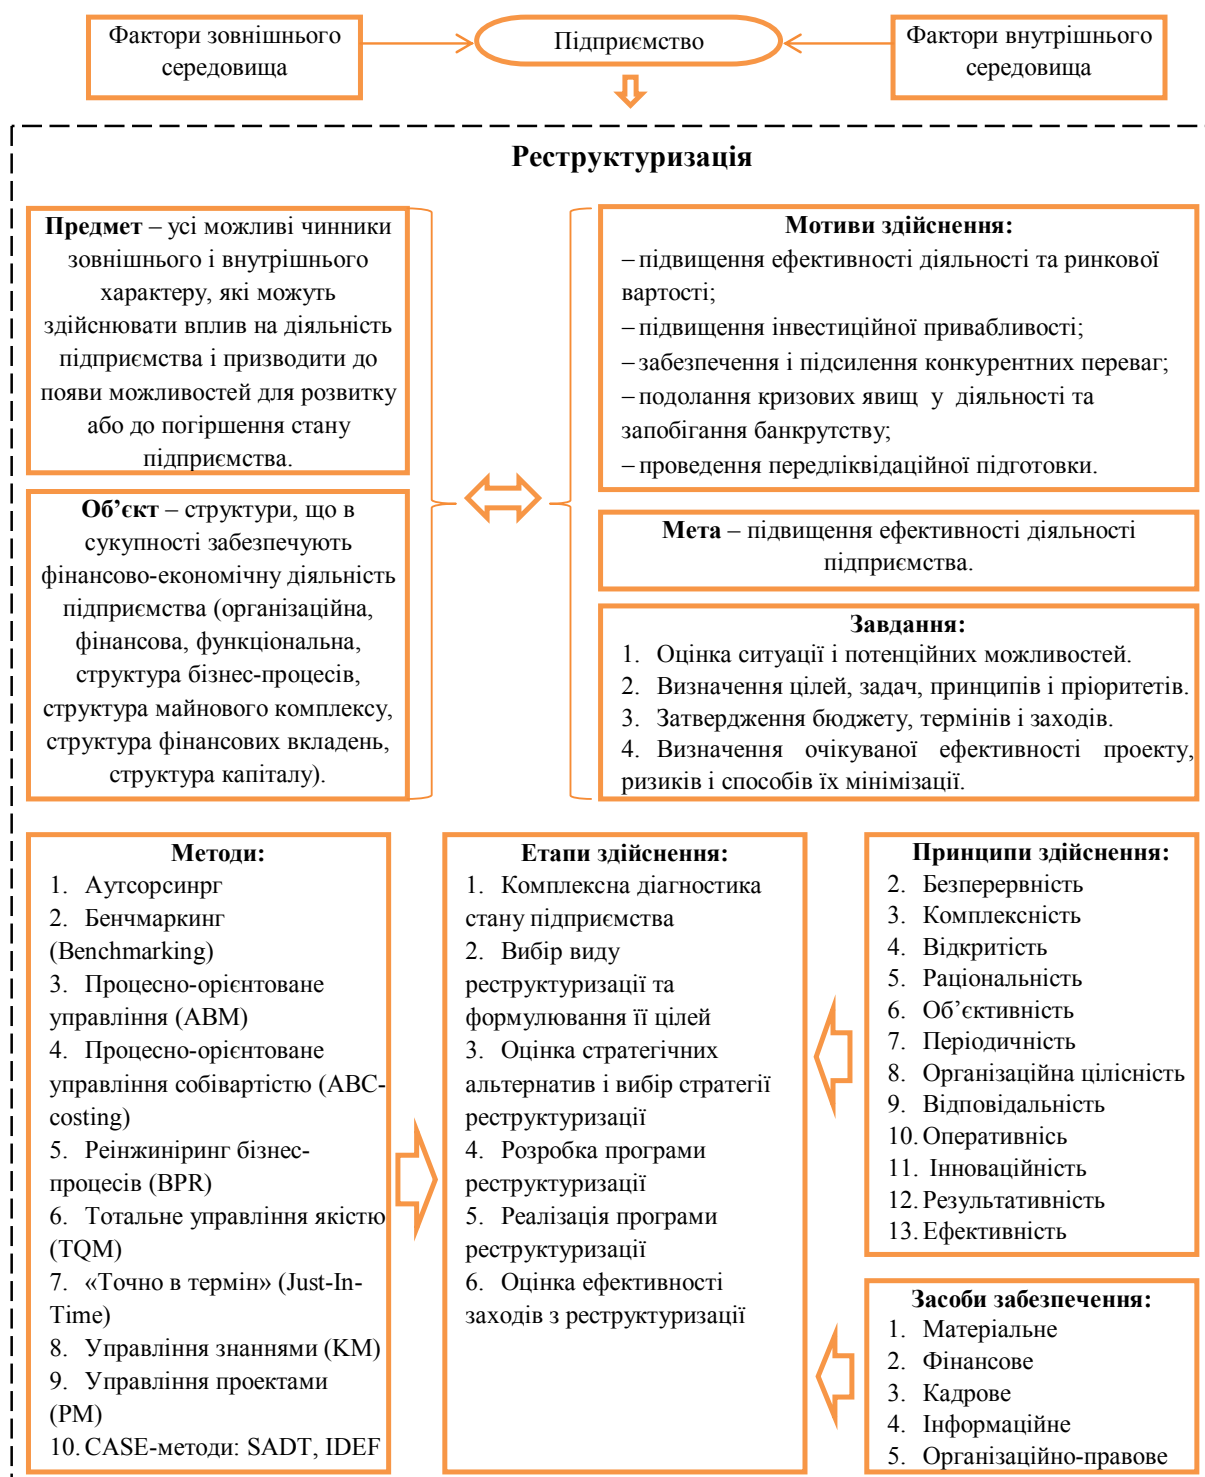 Фактори зовнішнього
середовища
Підприємство
Фактори внутрішнього
середовища
Реструктуризація
Предмет – усі можливі чинники
зовнішнього і внутрішнього
характеру, які можуть
здійснювати вплив на діяльність
підприємства і призводити до
появи можливостей для розвитку
або до погіршення стану
підприємства.
Об’єкт – структури, що в
сукупності забезпечують
фінансово-економічну діяльність
підприємства (організаційна,
фінансова, функціональна,
структура бізнес-процесів,
структура майнового комплексу,
структура фінансових вкладень,
структура капіталу).
Мотиви здійснення:
– підвищення ефективності діяльності та ринкової
вартості;
– підвищення інвестиційної привабливості;
– забезпечення і підсилення конкурентних переваг;
– подолання кризових явищ у діяльності та
запобігання банкрутству;
– проведення передліквідаційної підготовки.
Мета – підвищення ефективності діяльності
підприємства.
Завдання:
1. Оцінка ситуації і потенційних можливостей.
2. Визначення цілей, задач, принципів і пріоритетів.
3. Затвердження бюджету, термінів і заходів.
4. Визначення очікуваної ефективності проекту,
ризиків і способів їх мінімізації.
Методи:
1. Аутсорсинрг
2. Бенчмаркинг
(Benchmarking)
3. Процесно-орієнтоване
управління (ABM)
4. Процесно-орієнтоване
управління собівартістю (ABC-
costing)
5. Реінжиніринг бізнес-
процесів (BPR)
6. Тотальне управління якістю
(TQM)
7. «Точно в термін» (Just-In-
Time)
8. Управління знаннями (KM)
9. Управління проектами
(PM)
10. CASE-методи: SADT, IDEF
Етапи здійснення:
1. Комплексна діагностика
стану підприємства
2. Вибір виду
реструктуризації та
формулювання її цілей
3. Оцінка стратегічних
альтернатив і вибір стратегії
реструктуризації
4. Розробка програми
реструктуризації
5. Реалізація програми
реструктуризації
6. Оцінка ефективності
заходів з реструктуризації
Принципи здійснення:
2. Безперервність
3. Комплексність
4. Відкритість
5. Раціональність
6. Об’єктивність
7. Періодичність
8. Організаційна цілісність
9. Відповідальність
10. Оперативнісь
11. Інноваційність
12. Результативність
13. Ефективність
Засоби забезпечення:
1. Матеріальне
2. Фінансове
3. Кадрове
4. Інформаційне
5. Організаційно-правове